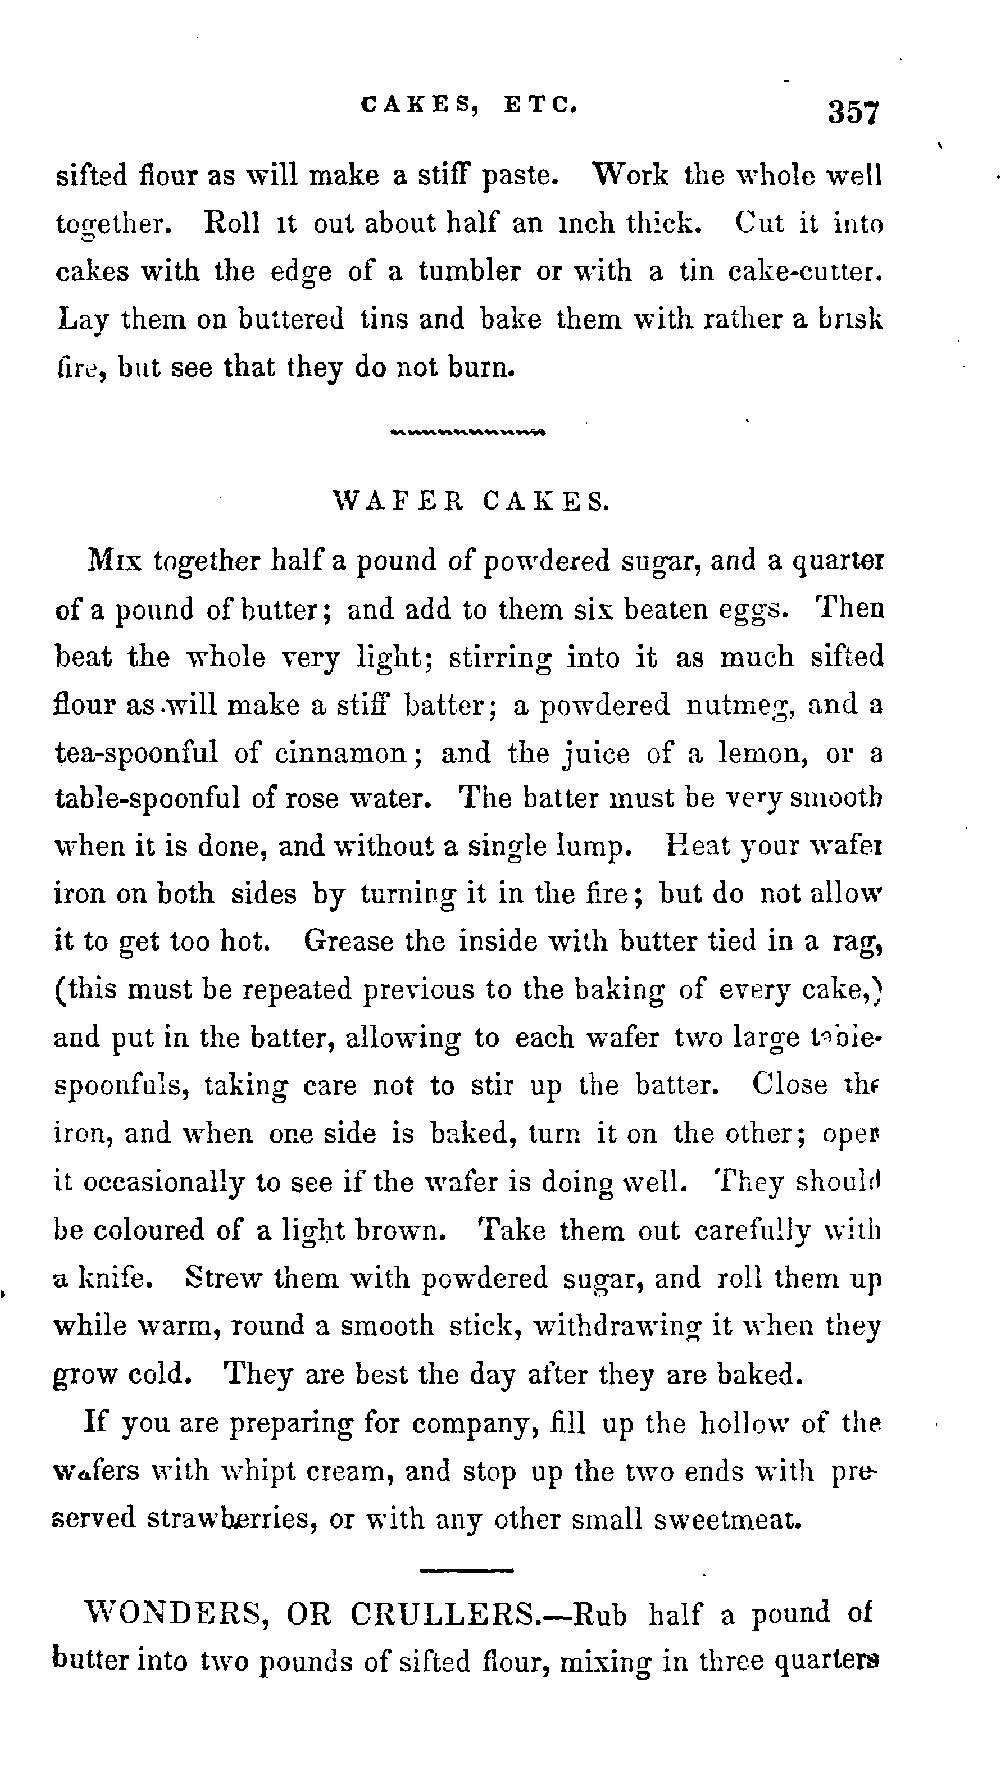 CAKES, ETC. 357
sifted flour as will make a stiff paste. Work the whole well
together. Roll it out about half an inch thick. Cut it into
cakes with the edge of a tumbler or with a tin cake-cutter.
Lay them on buttered tins and bake them with rather a brisk
fire, but see that they do not burn.
WAFER CAKES.
Mix together half a pound of powdered sugar, and a quarter
of a pound of butter; and add to them six beaten eggs. Then
beat the whole very light; stirring into it as much sifted
flour as will make a stiff batter; a powdered nutmeg, and a
tea-spoonful of cinnamon; and the juice of a lemon, or a
table-spoonful of rose water. The batter must be very smooth
when it is done, and without a single lump. Heat your wafer
iron on both sides by turning it in the fire; but do not allow
it to get too hot. Grease the inside with butter tied in a rag,
(this must be repeated previous to the baking of every cake,)
and put in the batter, allowing to each wafer two large table-
spoonfuls, taking care not to stir up the batter. Close the
iron, and when one side is baked, turn it on the other; open
it occasionally to see if the wafer is doing well. They should
be coloured of a light brown. Take them out carefully with
a knife. Strew them with powdered sugar, and roll them up
while warm, round a smooth stick, withdrawing it when they
grow cold. They are best the day after they are baked.
If you are preparing for company, fill up the hollow of the
wafers with whipt cream, and stop up the two ends with pre-
served strawberries, or with any other small sweetmeat.
WONDERS, OR CRULLERS.—Rub half a pound of
butter into two pounds of sifted flour, mixing in three quarters